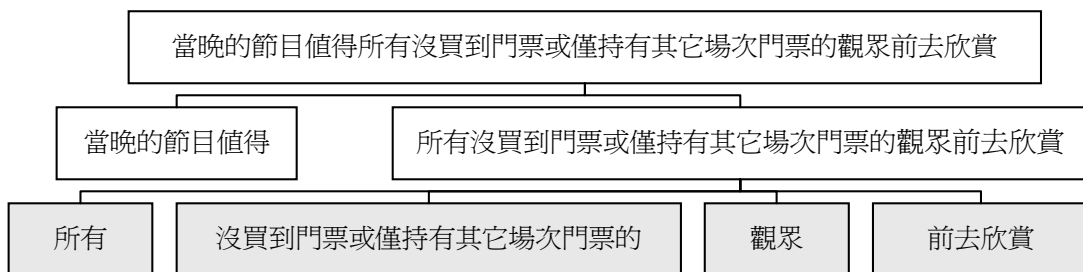 當晚的節目值得所有沒買到門票或僅持有其它場次門票的觀眾前去欣賞
當晚的節目值得
所有沒買到門票或僅持有其它場次門票的觀眾前去欣賞
所有
沒買到門票或僅持有其它場次門票的
觀眾
前去欣賞